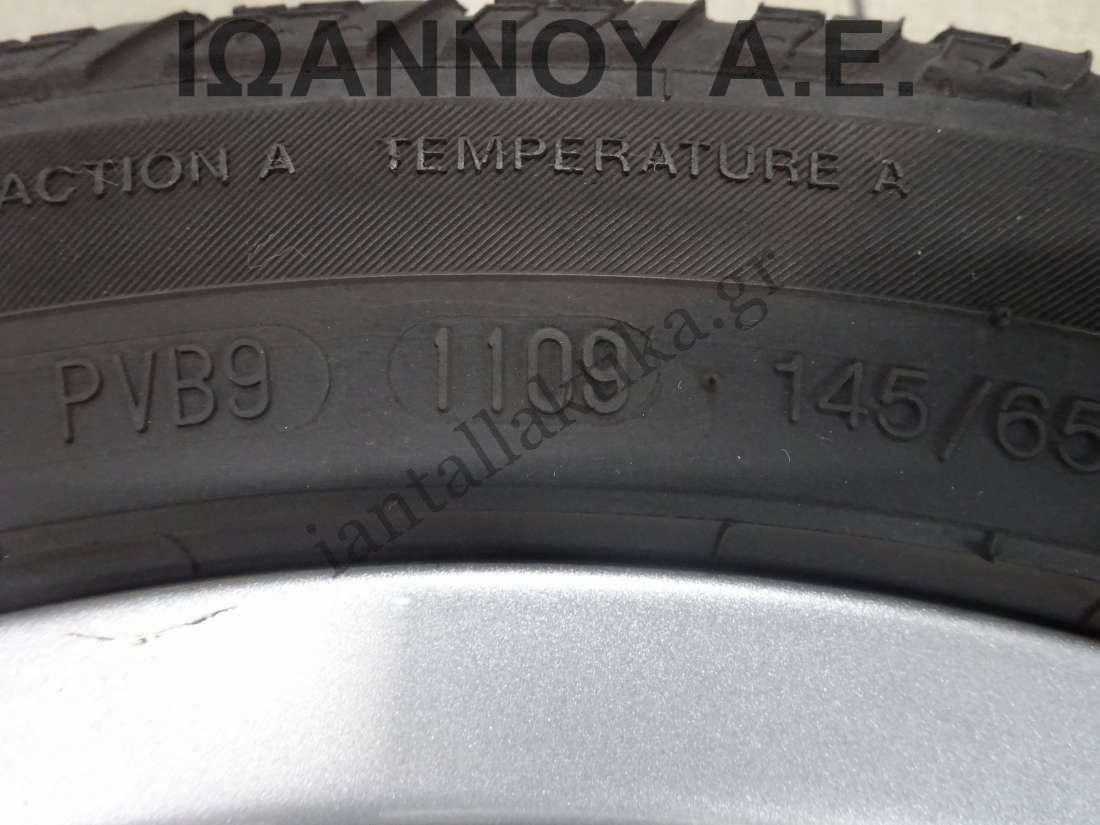 ΙΩΑΝΝΟΥ Α.Ε.
ACTION A TEMPERATURE A
PVB9 1109 145/65
iantallaktika.gr